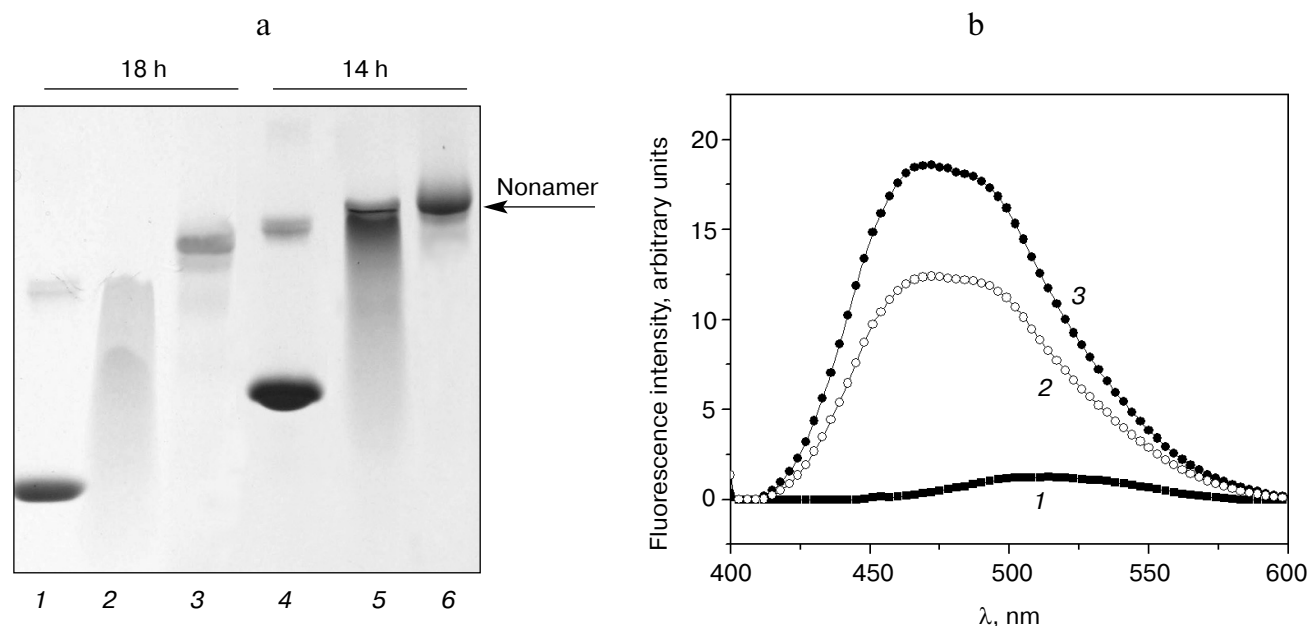 a
18 h 14 h
Nonamer
1 2 3 4 5 6
b
Fluorescence intensity, arbitrary units
20
15
10
5
0
3
2
1
400 450 500 550 600
λ, nm